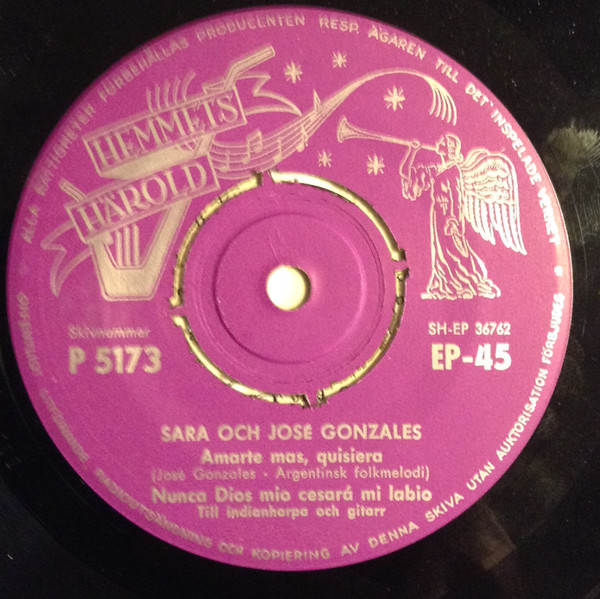 ALLA RÄTTIGHETER FÖRBEHÅLLAS PRODUCENTEN RESP. ÄGAREN TILL DET INSPELADE VERKET
HEMMETS
HÄROLD
Skivnummer
P 5173
SH-EP 36762
EP-45
SARA OCH JOSÉ GONZALES
Amarte mas, quisiera
(José Gonzales - Argentinsk folkmelodi)
Nunca Dios mio cesará mi labio
Till indianharpa och gitarr
RADIOUTSÄNDNING OCH KOPIERING AV DENNA SKIVA UTAN AUKTORISATION FÖRBJUDES